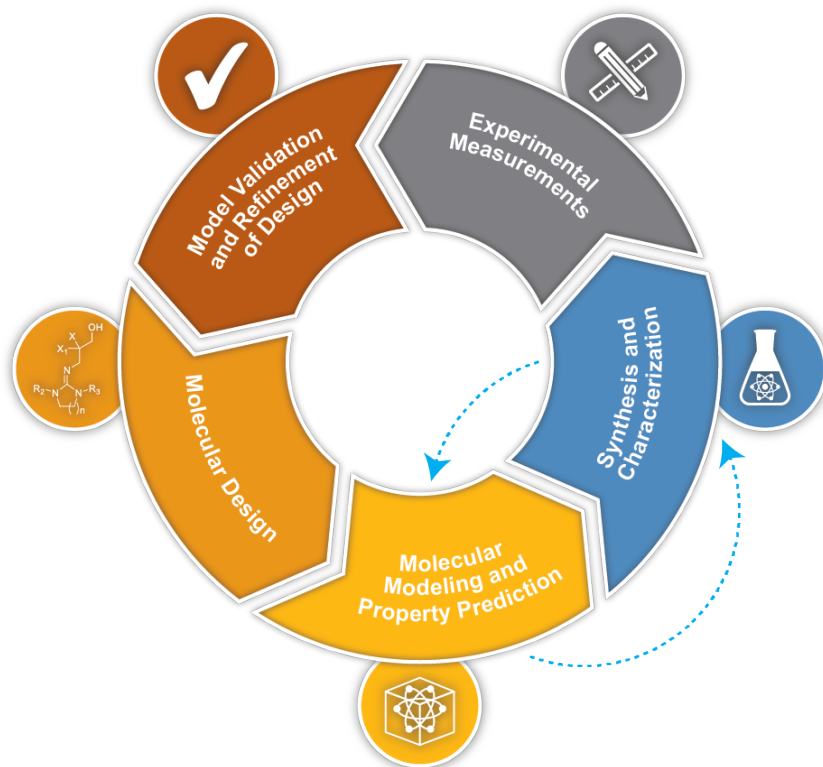 Model Validation
and Refinement
of Design
Experimental
Measurements
Synthesis and
Characterization
Molecular
Modeling and
Property Prediction
Molecular Design
OH
X
X1
N
R2
N
N
R3
n